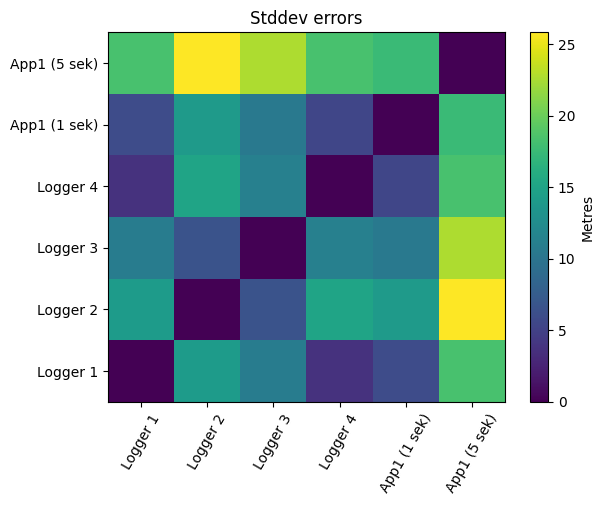 Stddev errors
App1 (5 sek)
App1 (1 sek)
Logger 4
Logger 3
Logger 2
Logger 1
Logger 1
Logger 2
Logger 3
Logger 4
App1 (1 sek)
App1 (5 sek)
25
20
15
10
5
0
Metres